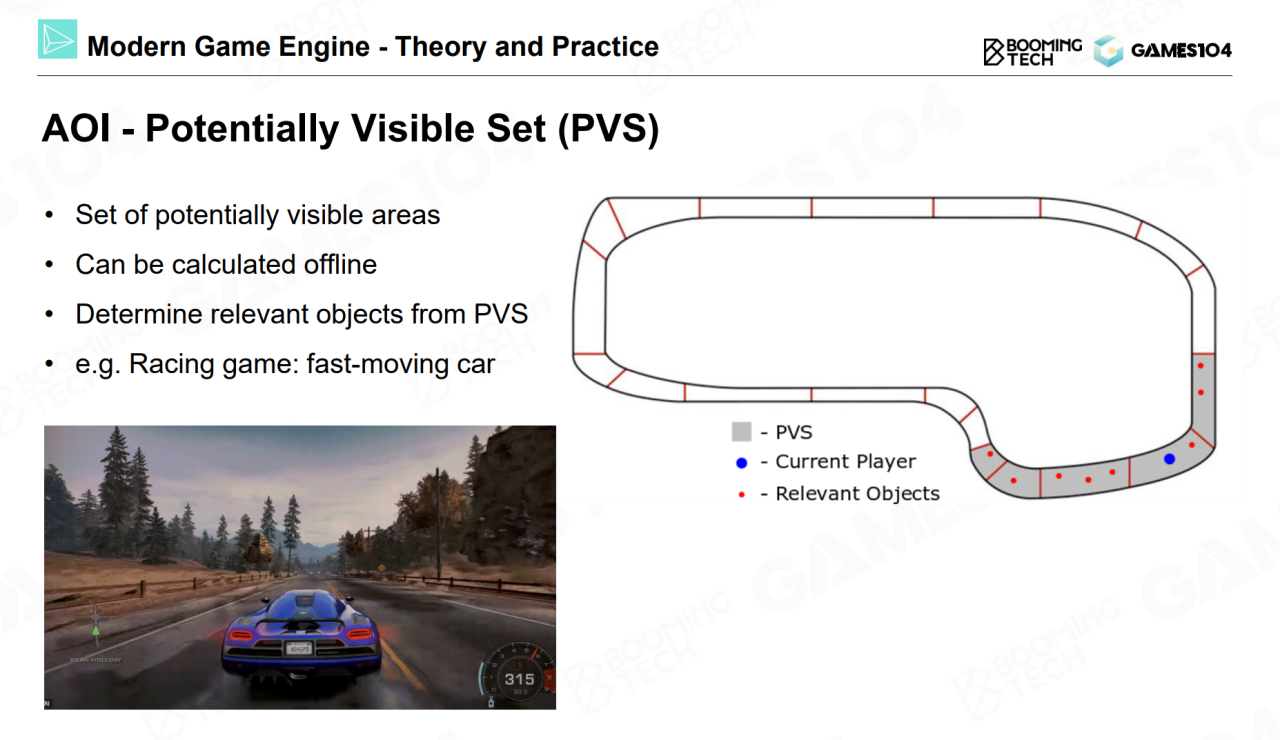 Modern Game Engine - Theory and Practice
BOOMING
TECH
GAMES104
AOI - Potentially Visible Set (PVS)
• Set of potentially visible areas
• Can be calculated offline
• Determine relevant objects from PVS
• e.g. Racing game: fast-moving car
- PVS
- Current Player
- Relevant Objects
BEAR HOLLOW
315